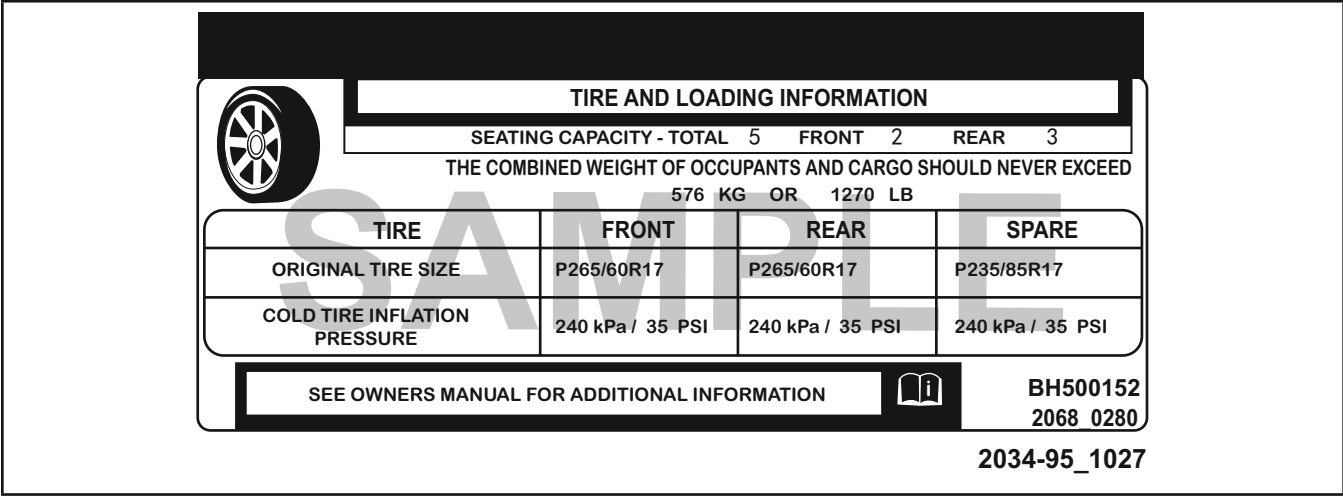 TIRE AND LOADING INFORMATION
SEATING CAPACITY - TOTAL 5 FRONT 2 REAR 3
THE COMBINED WEIGHT OF OCCUPANTS AND CARGO SHOULD NEVER EXCEED
576 KG OR 1270 LB
SAMPLE
TIRE FRONT REAR SPARE
ORIGINAL TIRE SIZE P265/60R17 P265/60R17 P235/85R17
COLD TIRE INFLATION
PRESSURE 240 kPa / 35 PSI 240 kPa / 35 PSI 240 kPa / 35 PSI
SEE OWNERS MANUAL FOR ADDITIONAL INFORMATION
i
BH500152
2068_0280
2034-95_1027